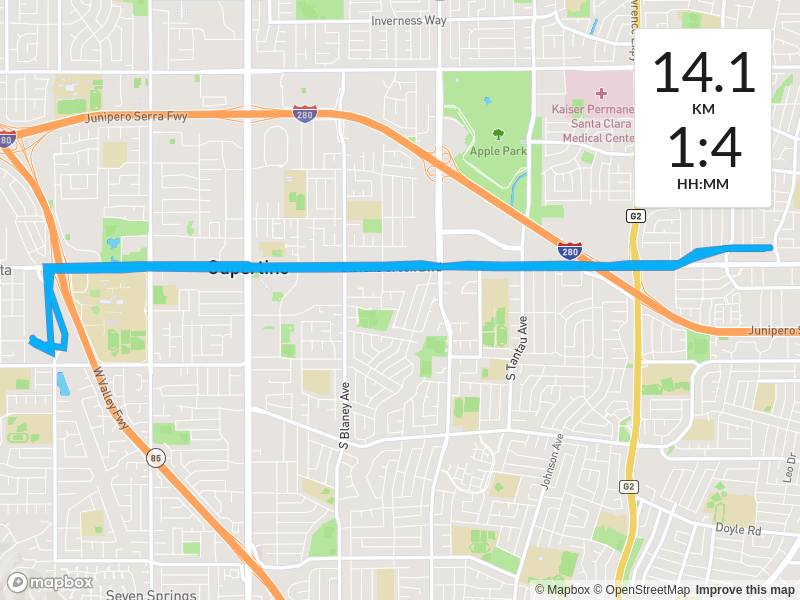 Inverness Way
14.1
KM
1:4
HH:MM
280
Junipero Serra Fwy
280
Kaiser Permane
Santa Clara
Medical Cente
Apple Park
G2
280
ta
Junipero S
S Tantau Ave
W Valley Fwy
S Blaney Ave
85
Johnson Ave
Leo Dr
G2
Doyle Rd
mapbox
Seven Springs
© Mapbox © OpenStreetMap Improve this map